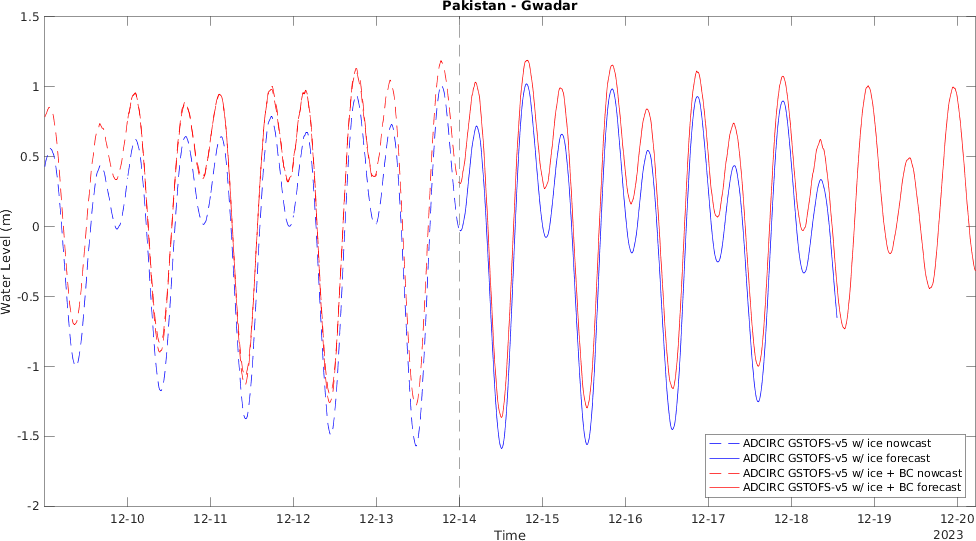 Pakistan - Gwadar
1.5
1
0.5
0
-0.5
-1
-1.5
-2
Water Level (m)
ADCIRC GSTOFS-v5 w/ ice nowcast
ADCIRC GSTOFS-v5 w/ ice forecast
ADCIRC GSTOFS-v5 w/ ice + BC nowcast
ADCIRC GSTOFS-v5 w/ ice + BC forecast
12-10 12-11 12-12 12-13 12-14 12-15 12-16 12-17 12-18 12-19 12-20
Time
2023